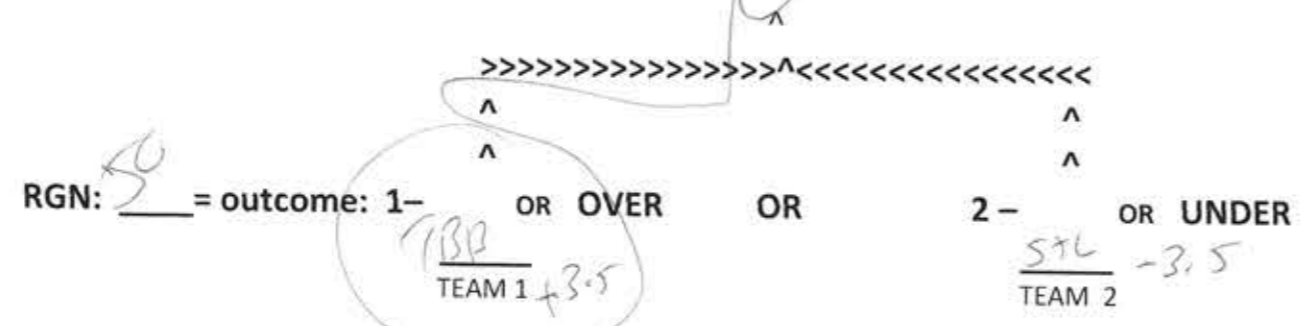 ^
>>>>>>>>>>>>>>>>^<<<<<<<<<<<<<<<<
^ ^
^ ^
RGN: 50 = outcome: 1– OR OVER OR 2 – OR UNDER
TBB STL -3.5
TEAM 1 +3.5 TEAM 2